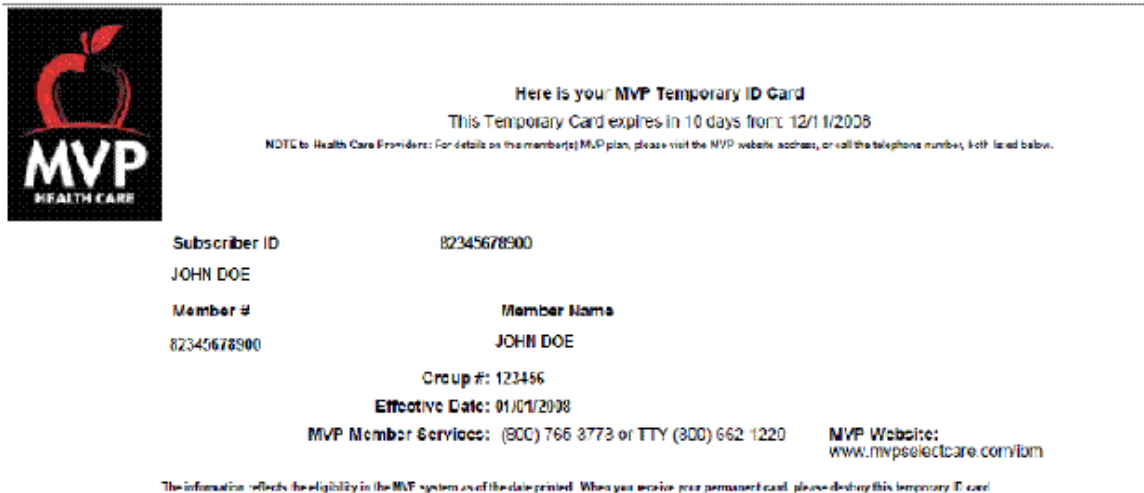 MVP
HEALTH CARE
Here is your MVP Temporary ID Card
This Temporary Card expires in 10 days from: 12/11/2008
NOTE to Health Care Providers: For details on the member(s) MVP plan, please visit the MVP website address, or call the telephone number, both listed below.
Subscriber ID 82345678900
JOHN DOE
Member # Member Name
82345678900 JOHN DOE
Group #: 123456
Effective Date: 01/01/2008
MVP Member Services: (800) 766 3773 or TTY (800) 662 1220 MVP Website:
www.mvpselectcare.com/ibm
The information reflects the eligibility in the MVP system as of the date printed. When you receive your permanent card, please destroy this temporary ID card